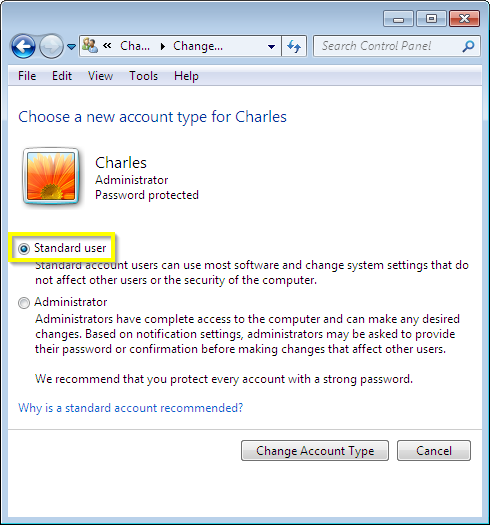 Cha... Change... Search Control Panel
File Edit View Tools Help
Choose a new account type for Charles
Charles
Administrator
Password protected
Standard user
Standard account users can use most software and change system settings that do
not affect other users or the security of the computer.
Administrator
Administrators have complete access to the computer and can make any desired
changes. Based on notification settings, administrators may be asked to provide
their password or confirmation before making changes that affect other users.
We recommend that you protect every account with a strong password.
Why is a standard account recommended?
Change Account Type Cancel